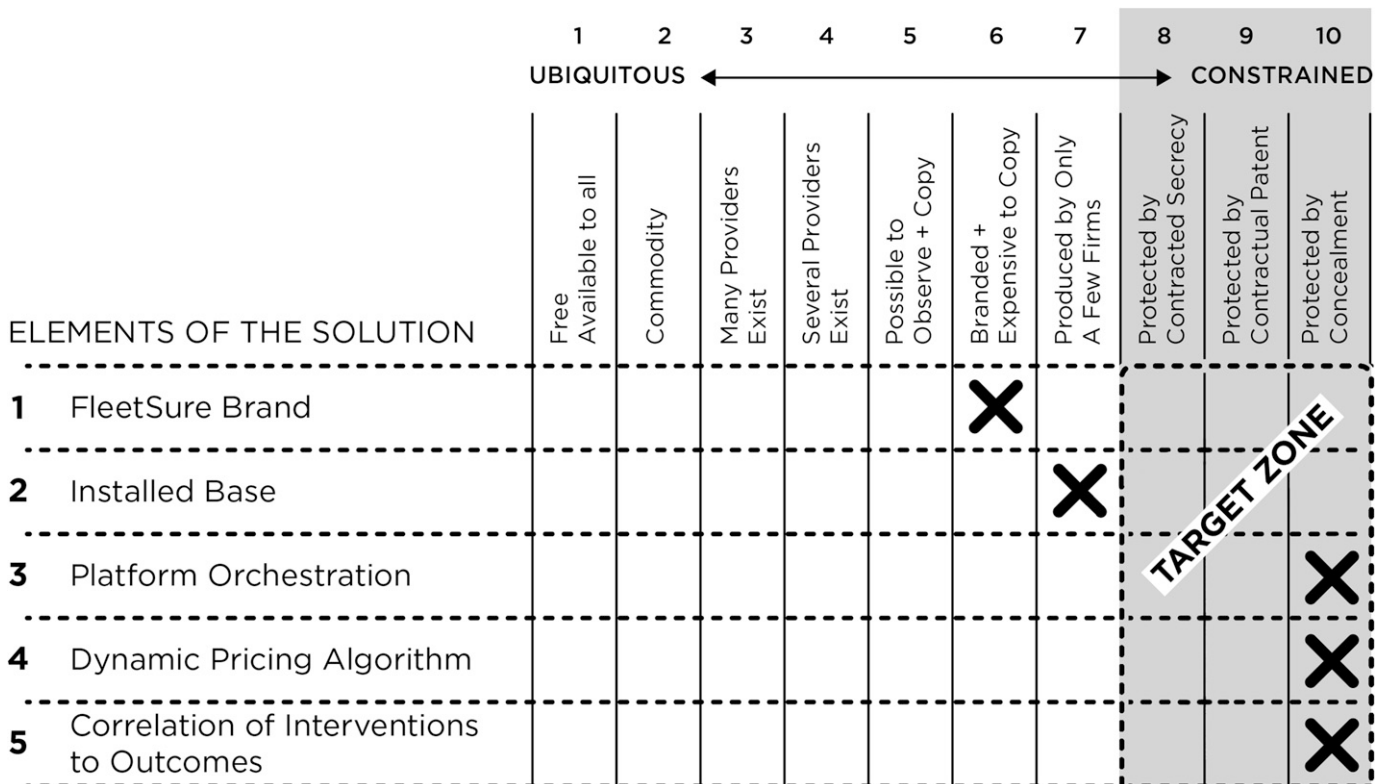 1 2 3 4 5 6 7 8 9 10
UBIQUITOUS CONSTRAINED
Free
Available to all
Commodity
Many Providers
Exist
Several Providers
Exist
Possible to
Observe + Copy
Branded +
Expensive to Copy
Produced by Only
A Few Firms
Protected by
Contracted Secrecy
Protected by
Contractual Patent
Protected by
Concealment
ELEMENTS OF THE SOLUTION
1 FleetSure Brand
2 Installed Base
3 Platform Orchestration
4 Dynamic Pricing Algorithm
5 Correlation of Interventions
to Outcomes
TARGET ZONE